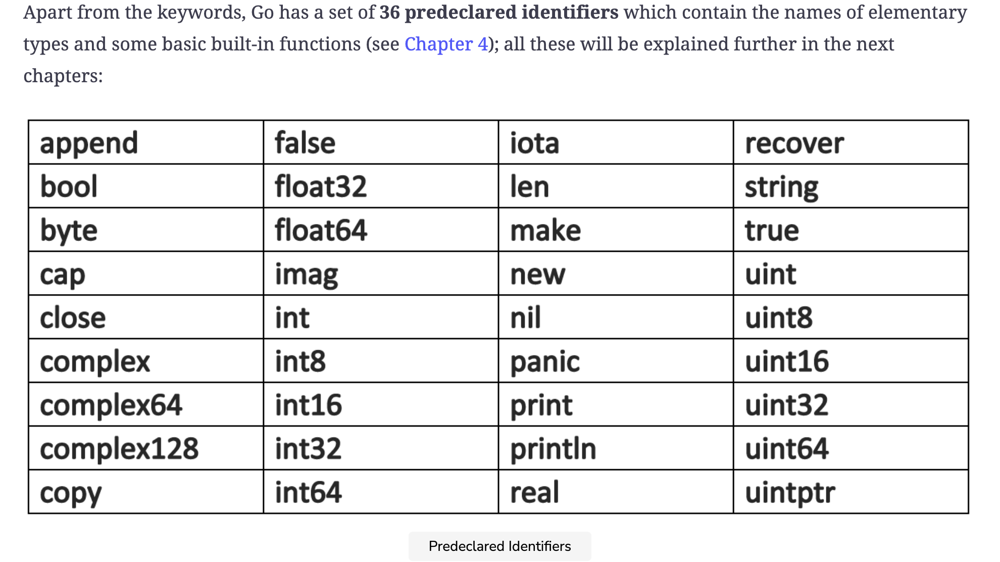 Apart from the keywords, Go has a set of 36 predeclared identifiers which contain the names of elementary
types and some basic built-in functions (see Chapter 4); all these will be explained further in the next
chapters:
append false iota recover
bool float32 len string
byte float64 make true
cap imag new uint
close int nil uint8
complex int8 panic uint16
complex64 int16 print uint32
complex128 int32 println uint64
copy int64 real uintptr
Predeclared Identifiers